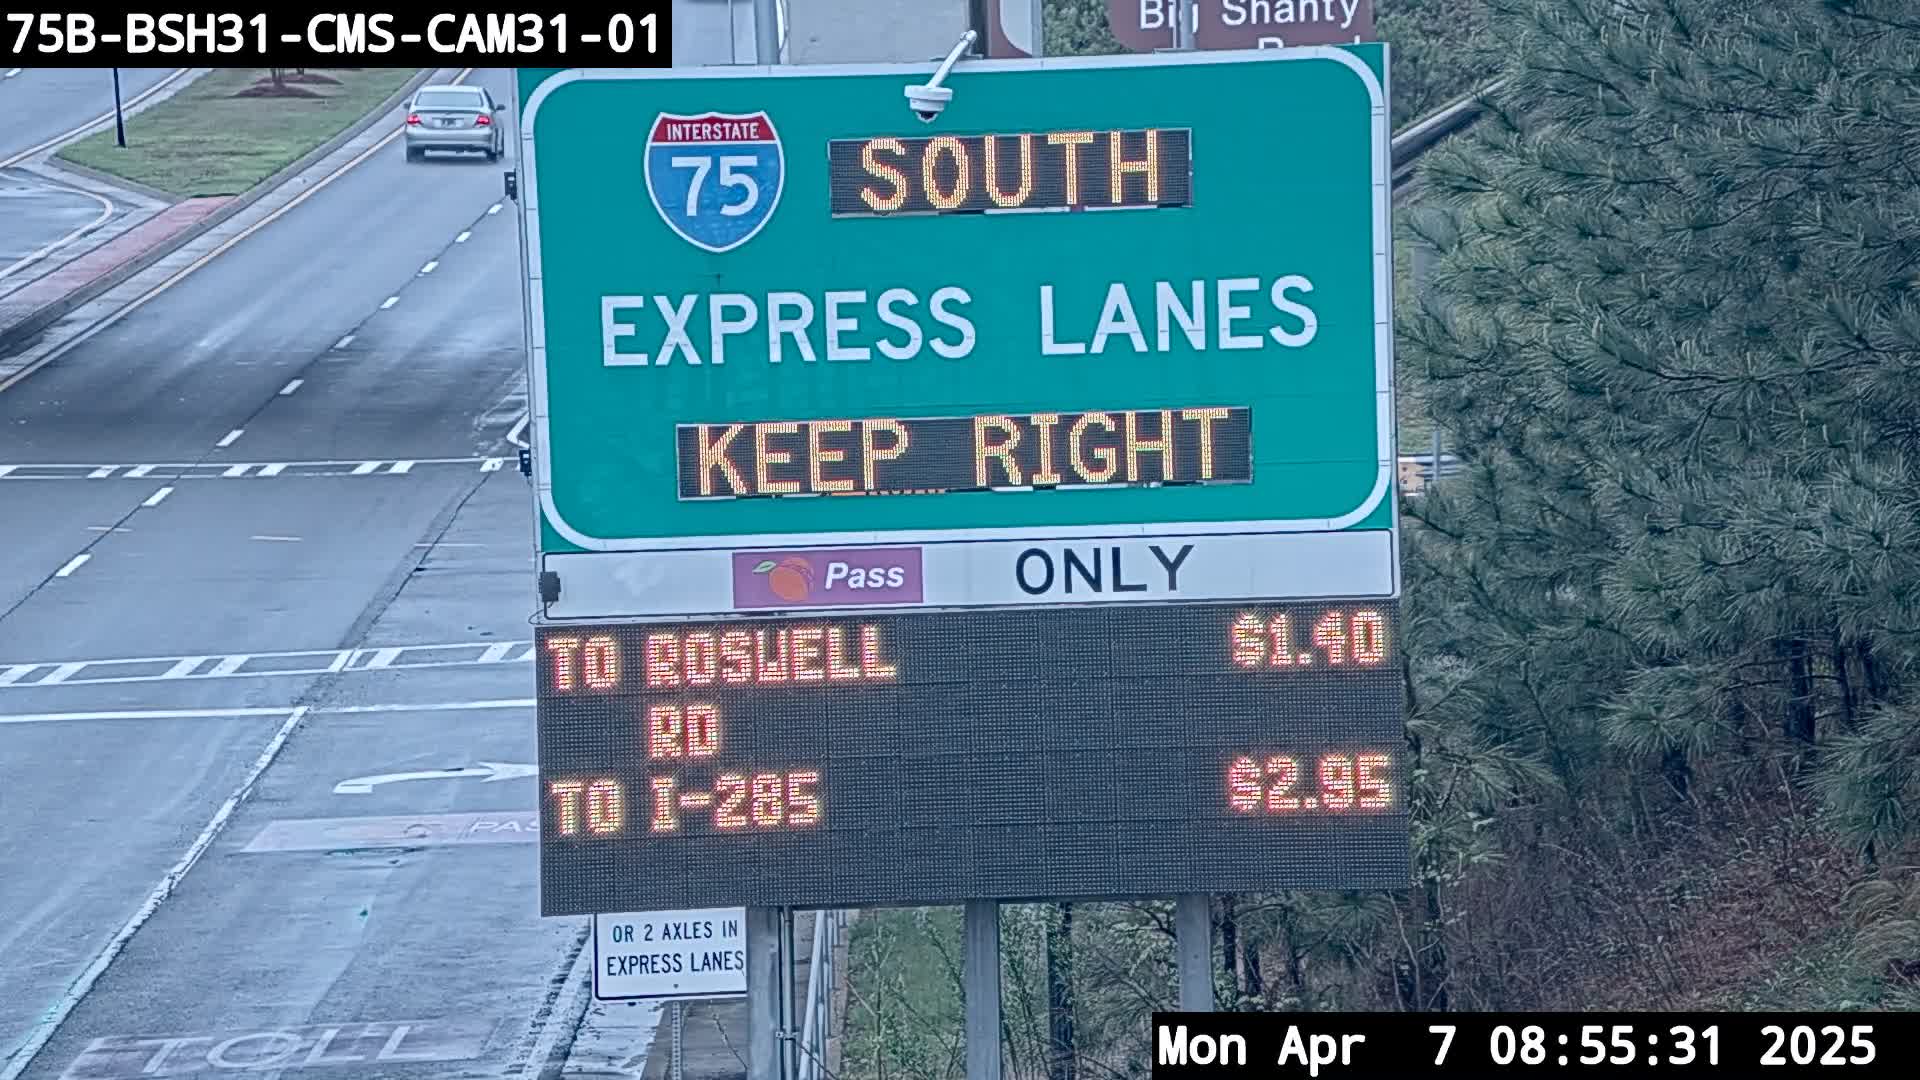 75B-BSH31-CMS-CAM31-01
Big Shanty
INTERSTATE
75
SOUTH
EXPRESS LANES
KEEP RIGHT
Pass ONLY
TO ROSWELL $1.40
RD
TO I-285 $2.95
OR 2 AXLES IN
EXPRESS LANES
TOLL
Mon Apr 7 08:55:31 2025